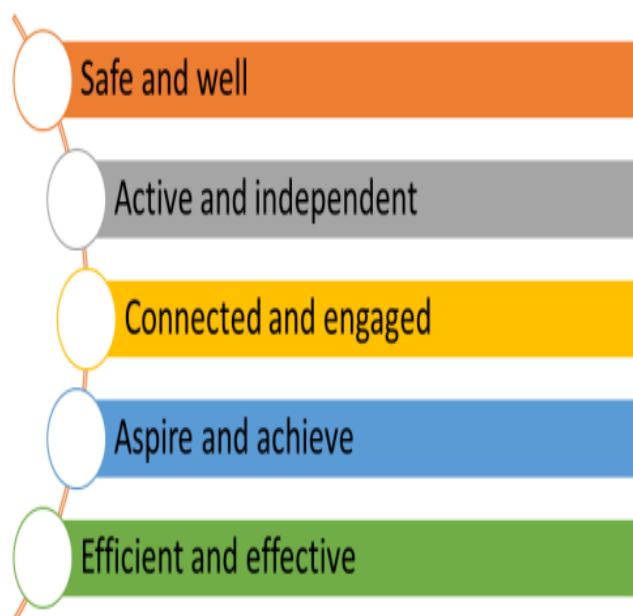 Safe and well
Active and independent
Connected and engaged
Aspire and achieve
Efficient and effective